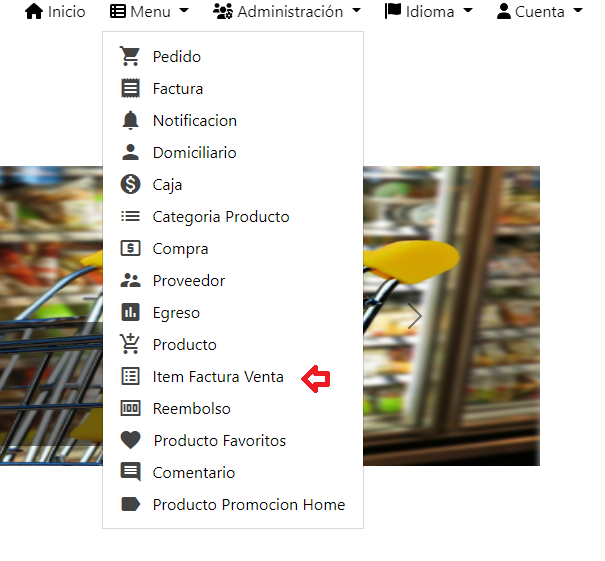 Inicio Menu Administración Idioma Cuenta
Pedido
Factura
Notificacion
Domiciliario
Caja
Categoria Producto
Compra
Proveedor
Egreso
Producto
Item Factura Venta
Reembolso
Producto Favoritos
Comentario
Producto Promocion Home